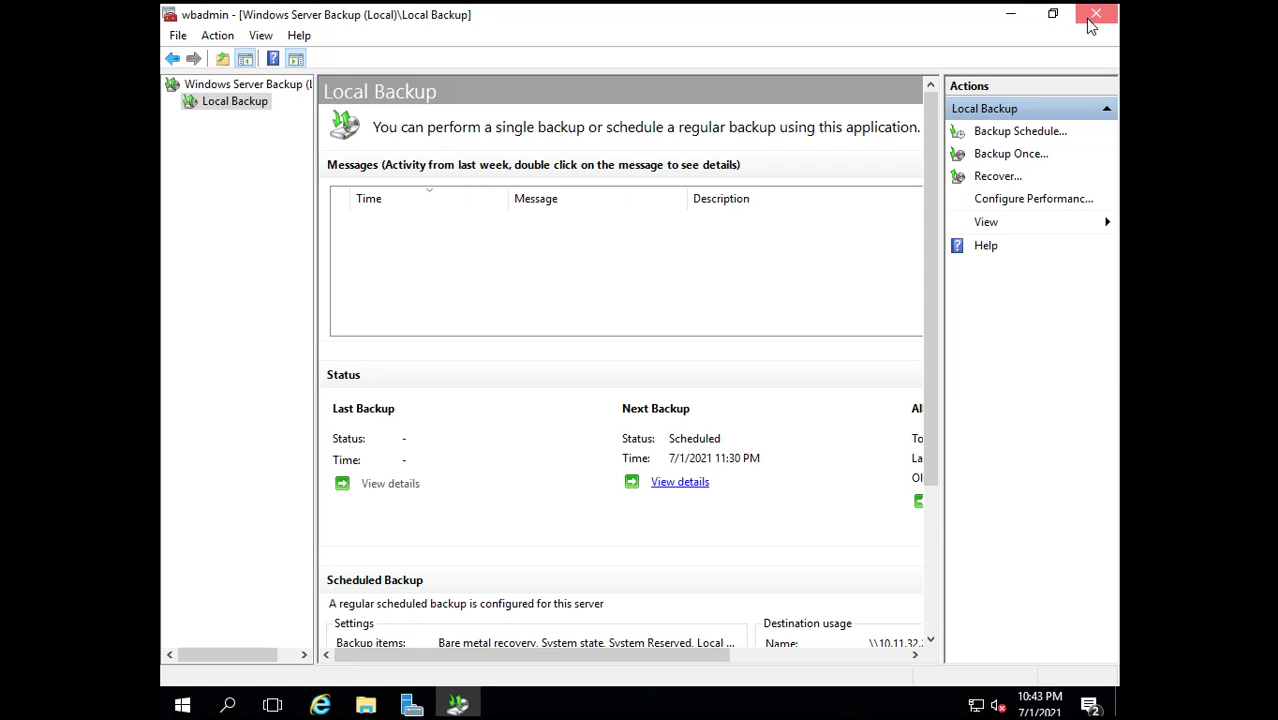 wbadmin - [Windows Server Backup (Local)\Local Backup]
File Action View Help
Windows Server Backup (L
Local Backup
Local Backup
You can perform a single backup or schedule a regular backup using this application.
Messages (Activity from last week, double click on the message to see details)
Time Message Description
Status
Last Backup
Status: -
Time: -
View details
Next Backup
Status: Scheduled
Time: 7/1/2021 11:30 PM
View details
Al
To
La
Ol
Scheduled Backup
A regular scheduled backup is configured for this server
Settings
Backup items: Bare metal recovery, System state, System Reserved, Local ...
Destination usage
Name: \\10.11.32.
Actions
Local Backup
Backup Schedule...
Backup Once...
Recover...
Configure Performanc...
View
Help
10:43 PM
7/1/2021
2